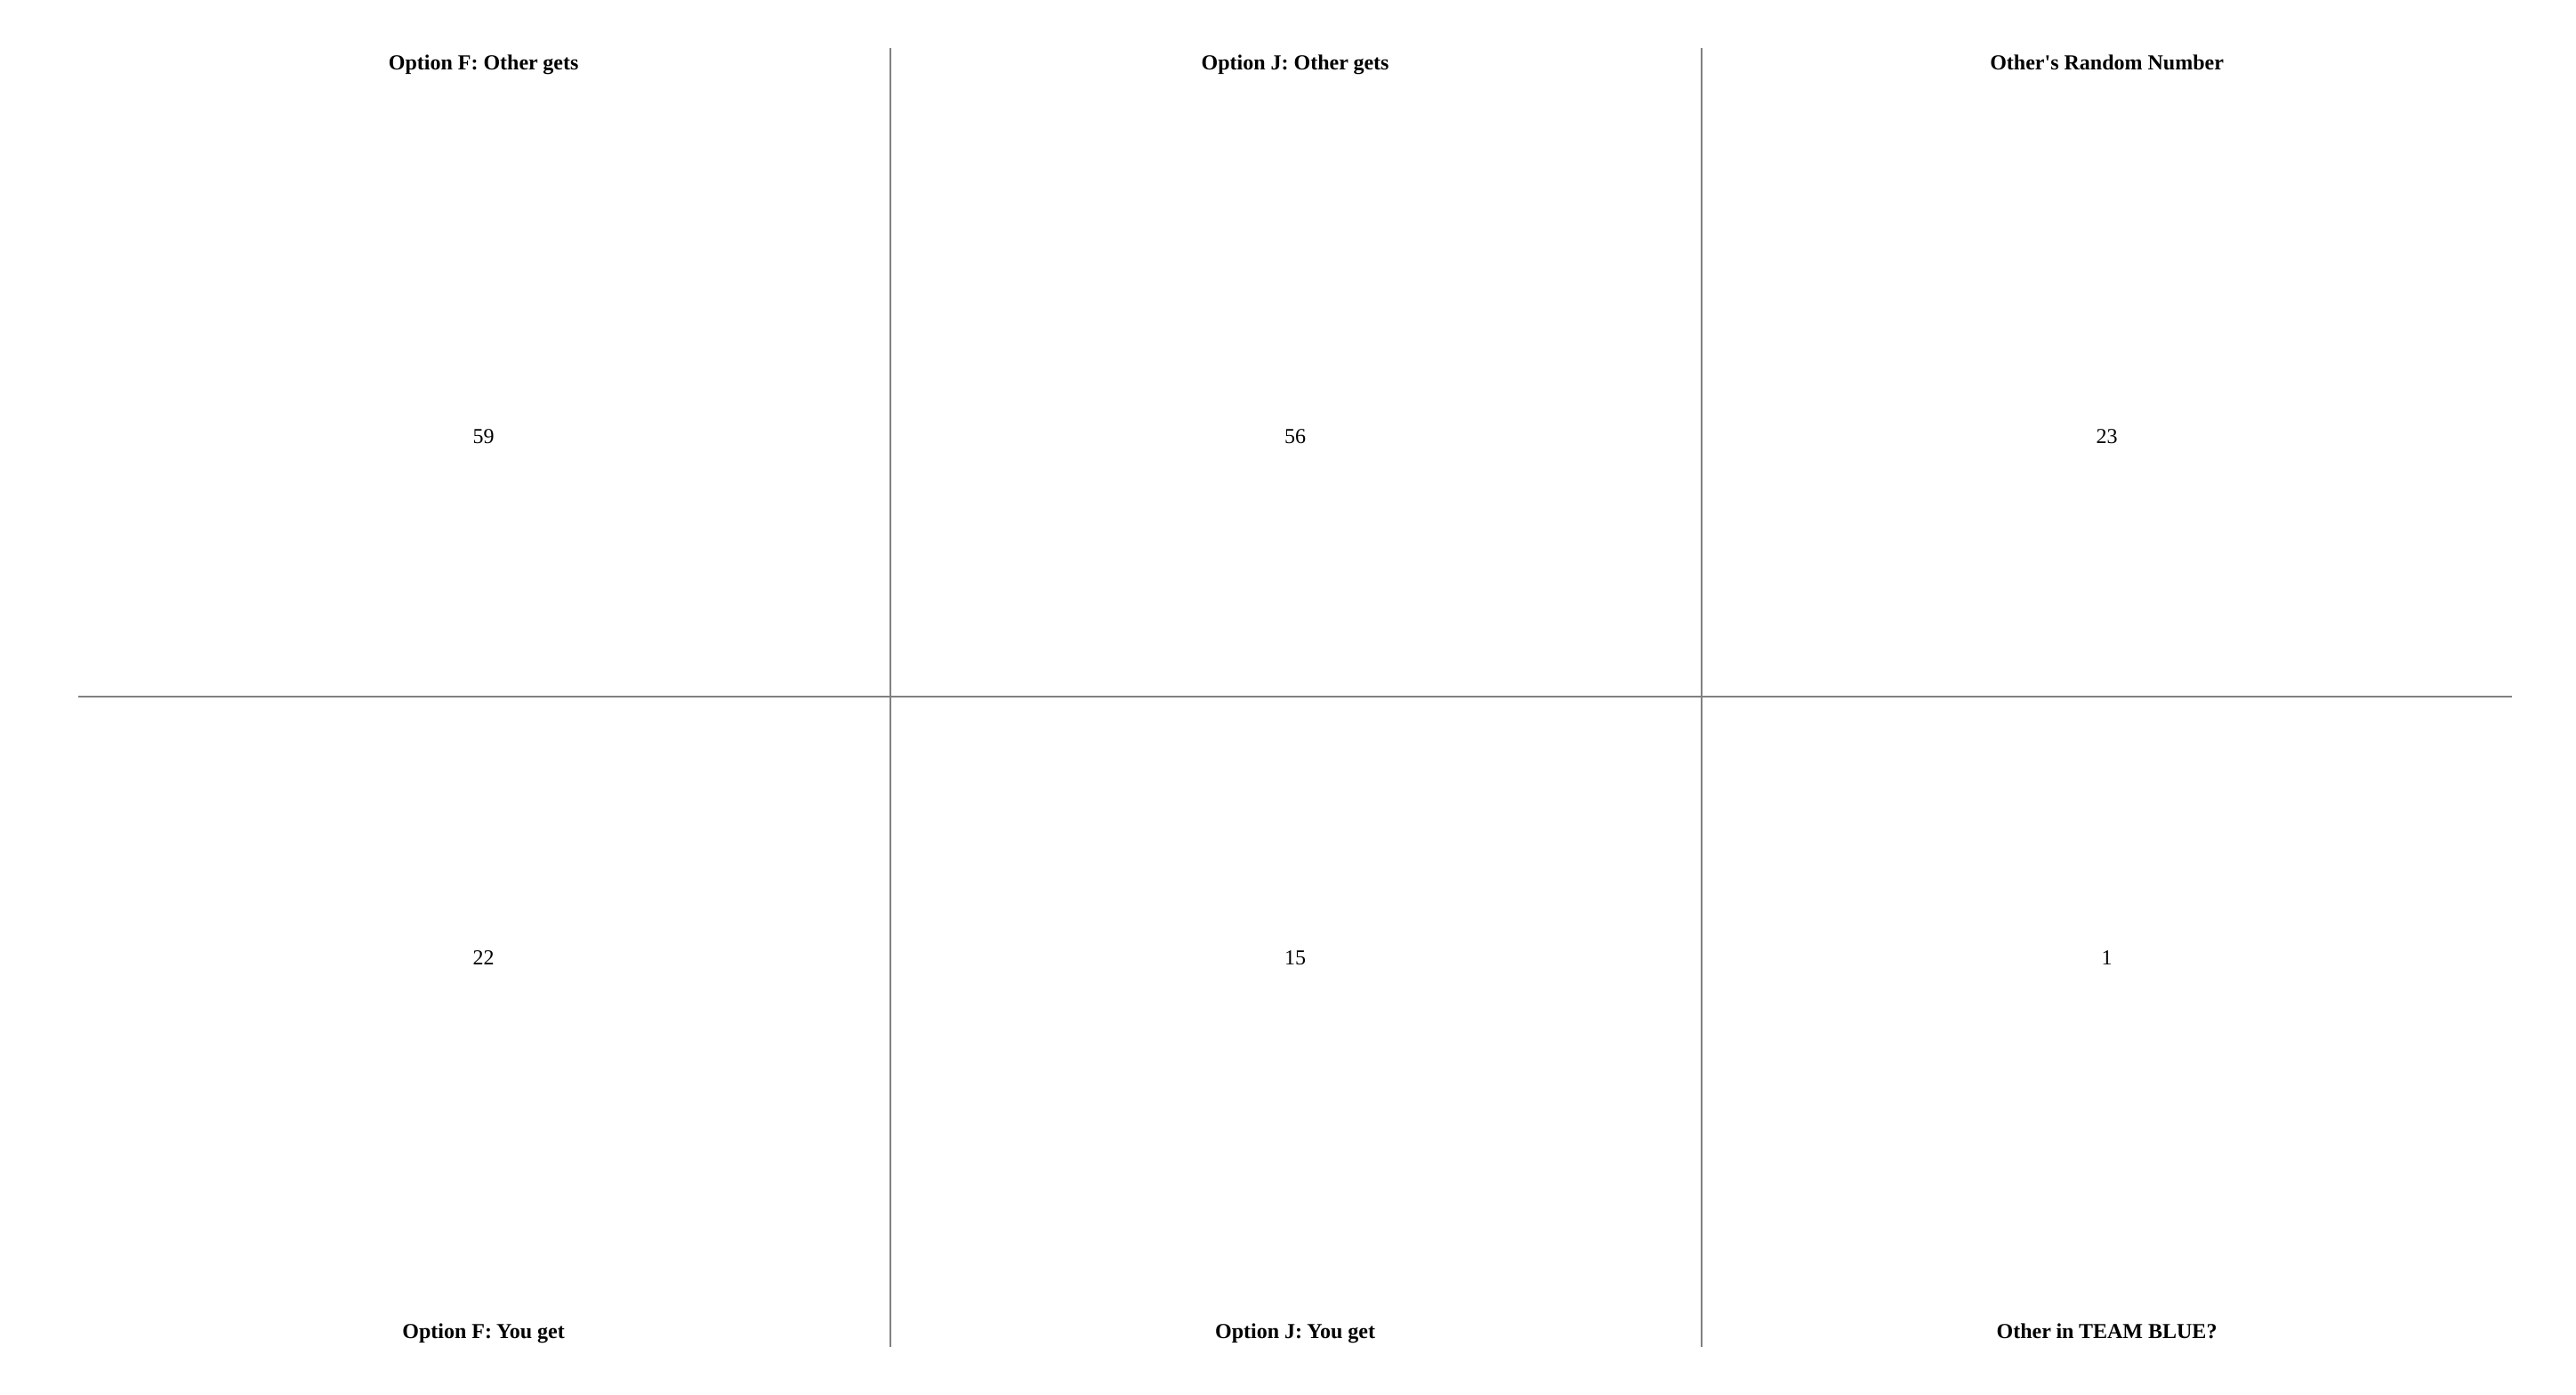 Option F: Other gets
Option J: Other gets
Other's Random Number
59
56
23
22
15
1
Option F: You get
Option J: You get
Other in TEAM BLUE?